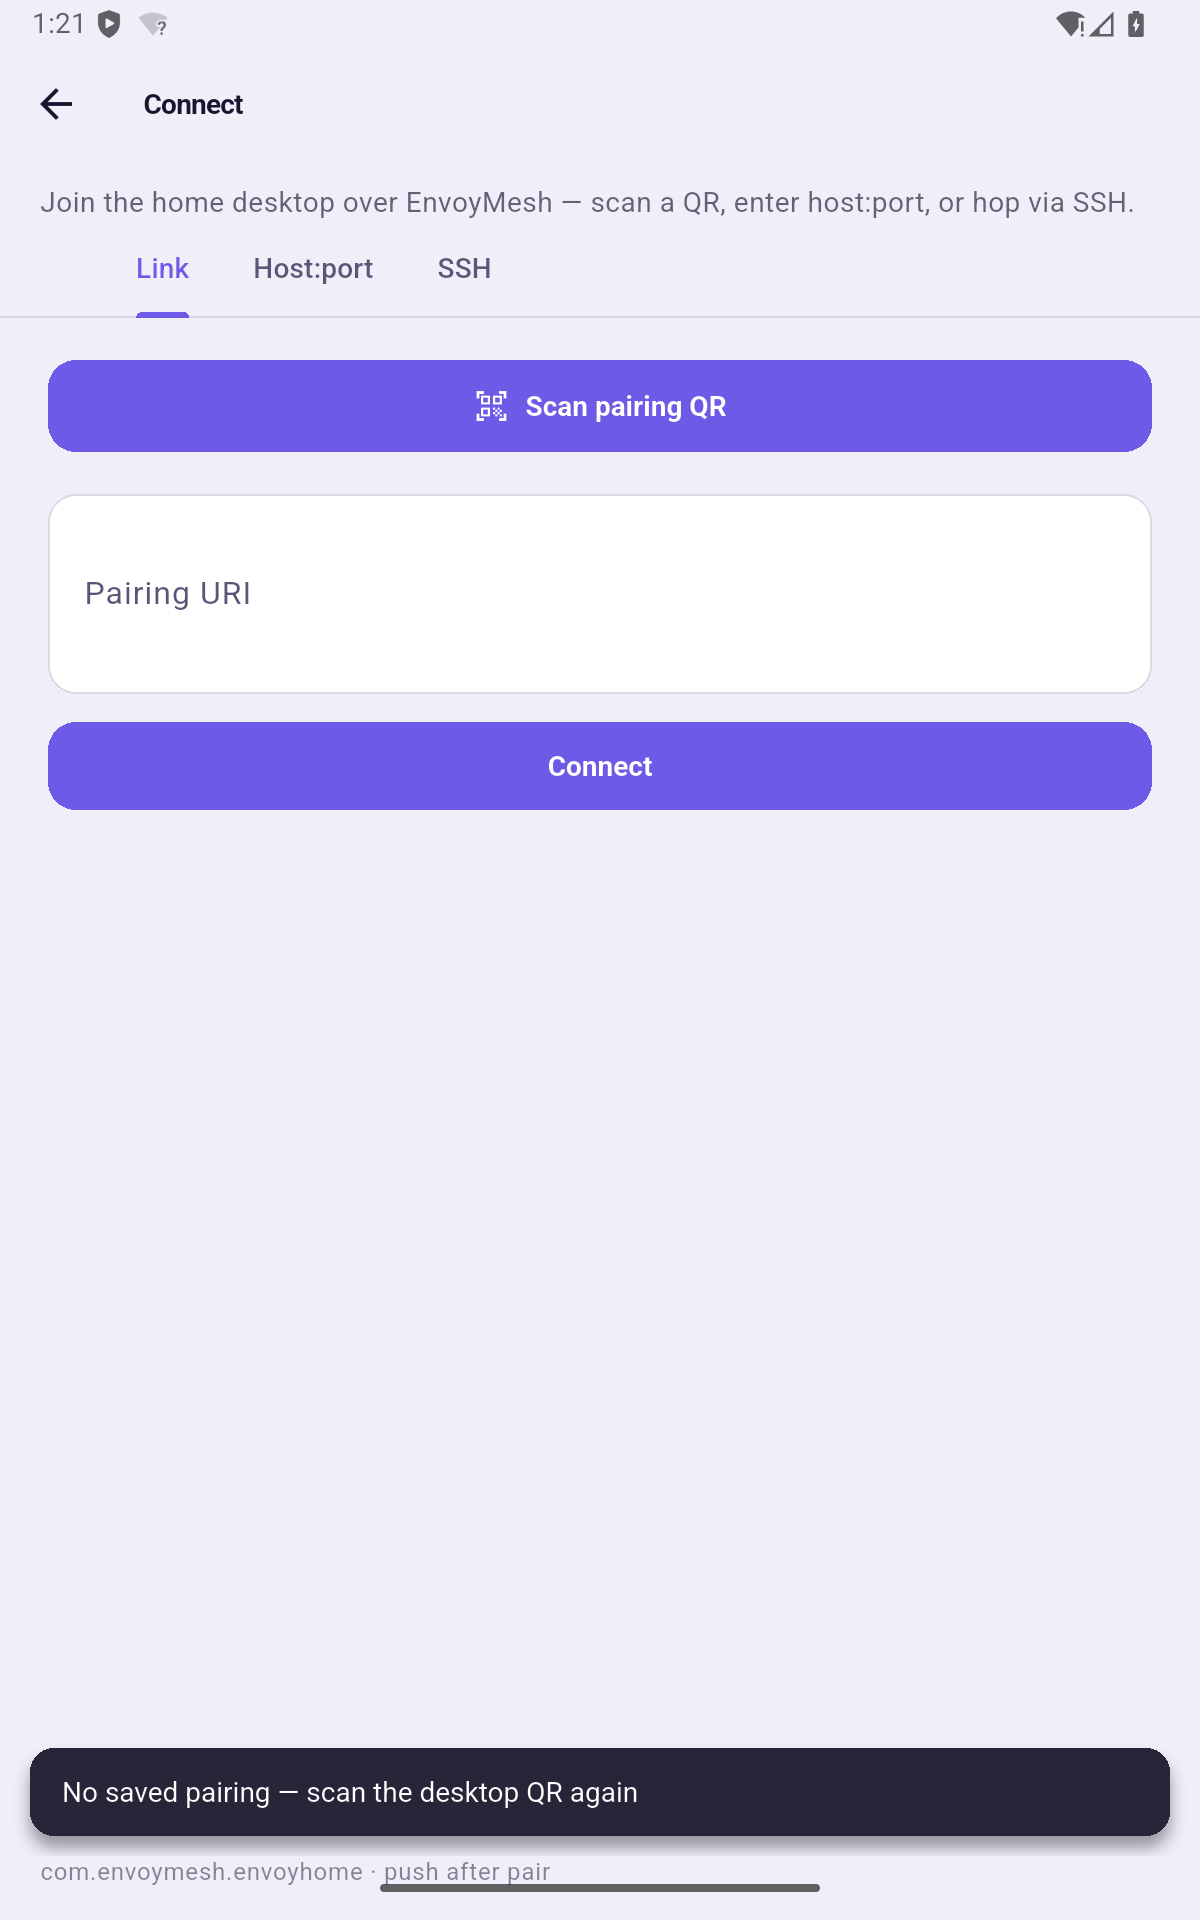 1:21
Connect
Join the home desktop over EnvoyMesh — scan a QR, enter host:port, or hop via SSH.
Link
Host:port
SSH
Scan pairing QR
Pairing URI
Connect
No saved pairing — scan the desktop QR again
com.envoymesh.envoyhome · push after pair